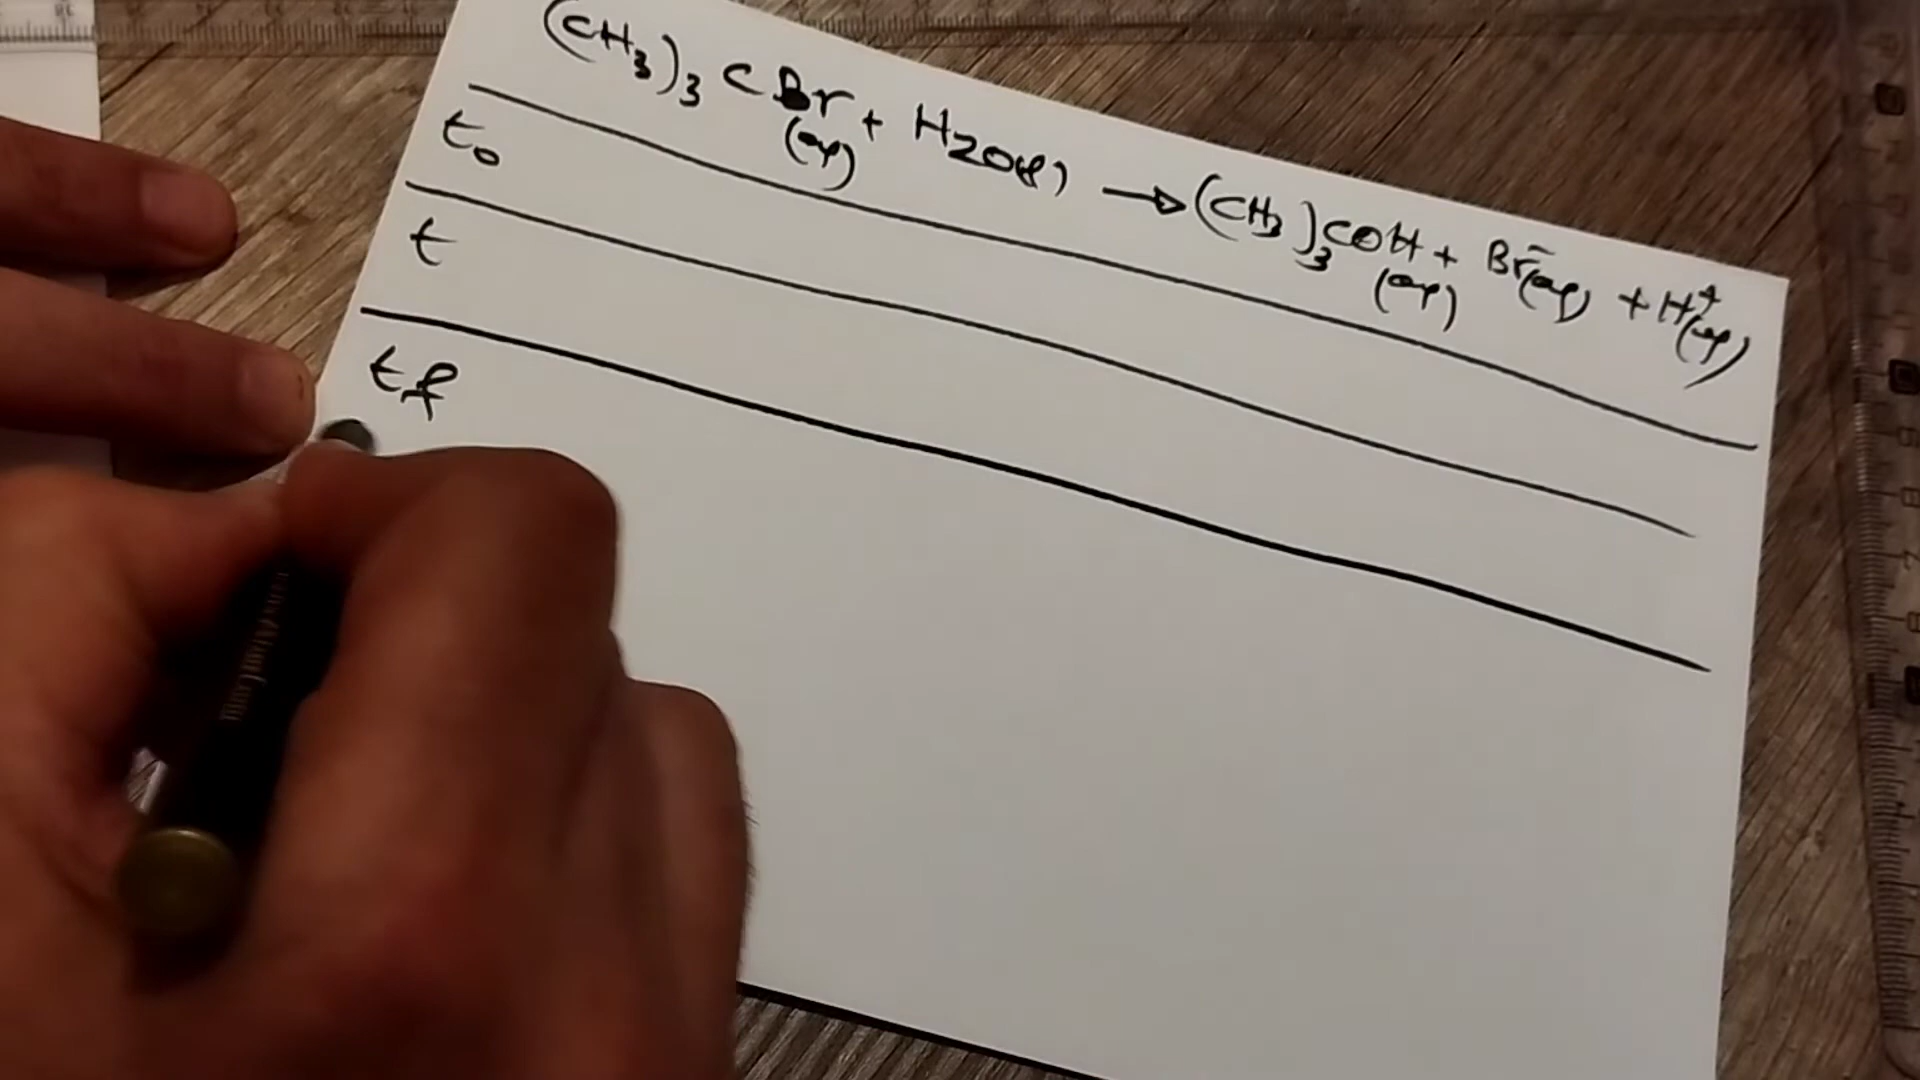 (CH₃)₃CBr(aq) + H₂O(l) → (CH₃)₃COH(aq) + Br⁻(aq) + H⁺(aq)
t₀
t
tf